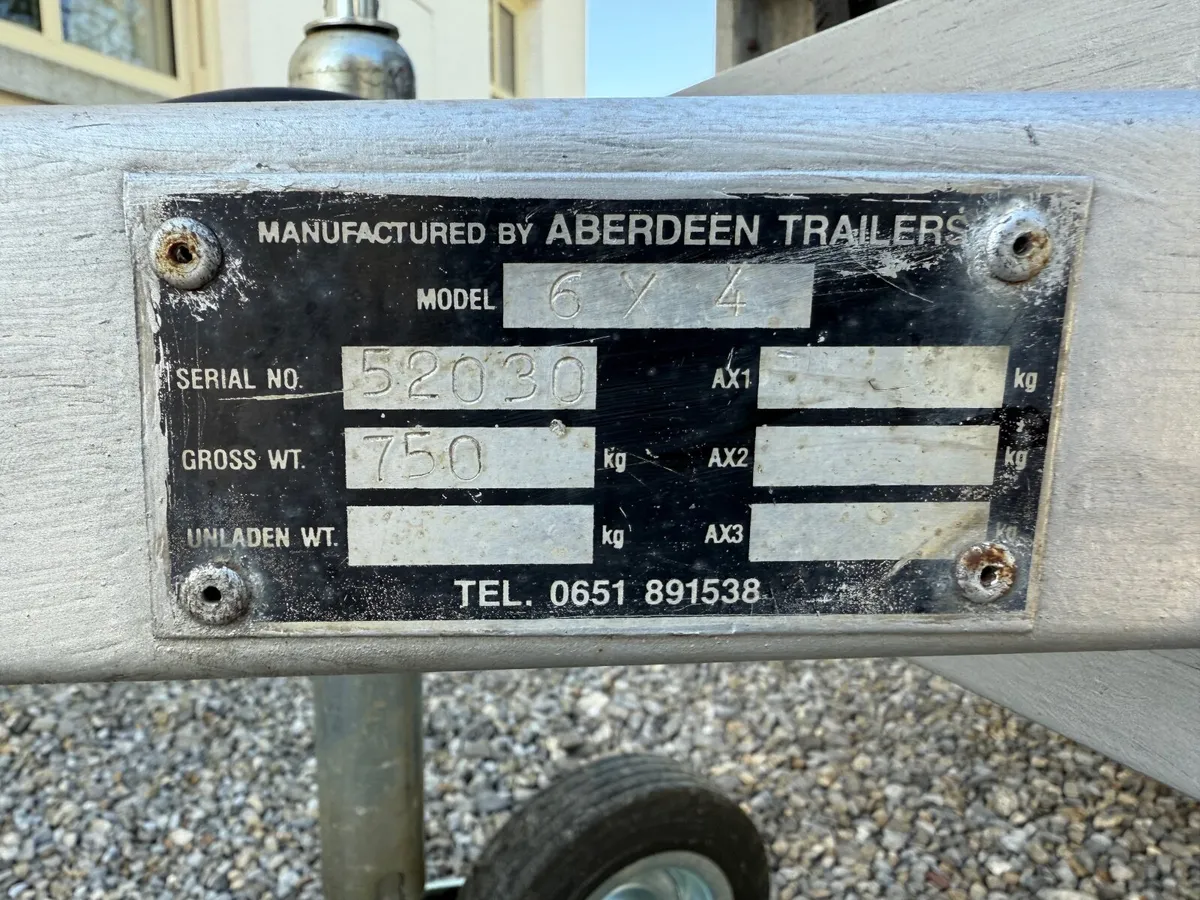 MANUFACTURED BY ABERDEEN TRAILERS
MODEL 6 Y 4
SERIAL NO. 52030 AX1 kg
GROSS WT. 750 kg AX2 kg
UNLADEN WT. kg AX3 kg
TEL. 0651 891538